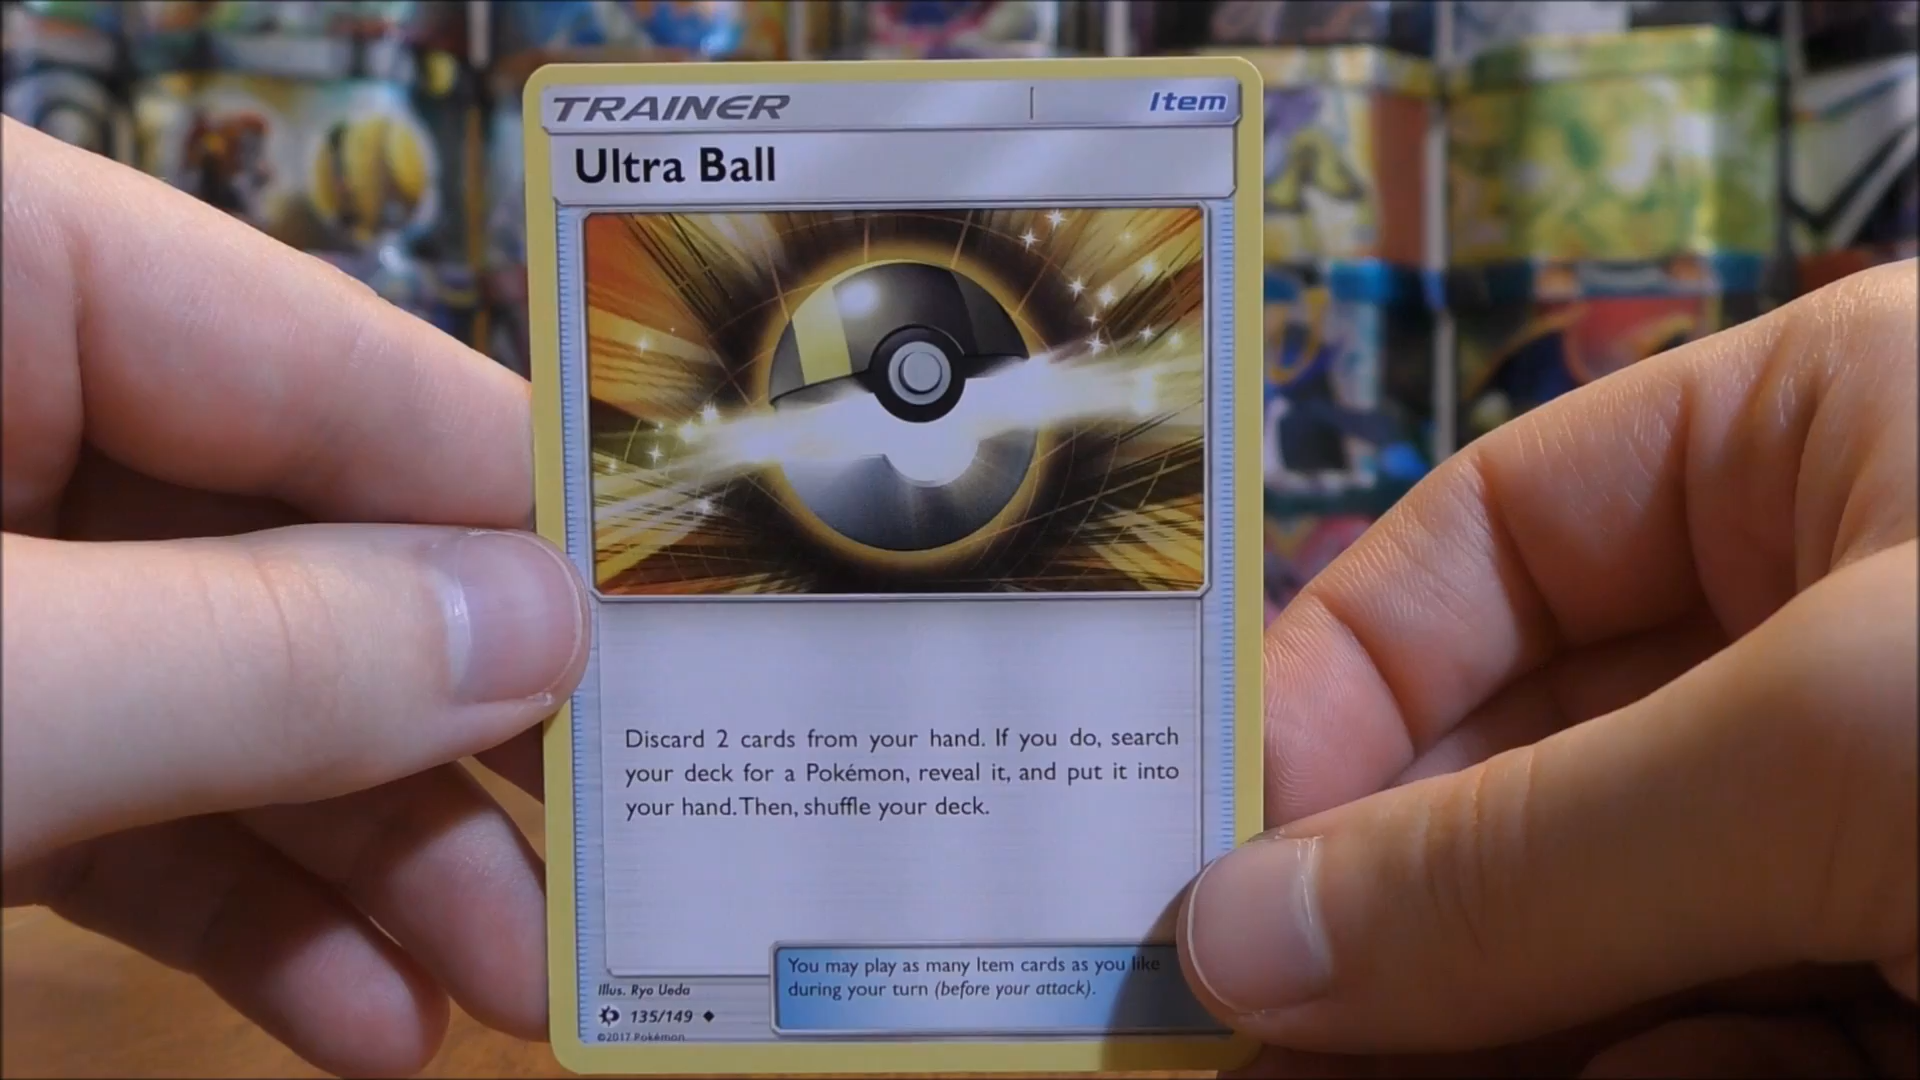 TRAINER
Item
Ultra Ball
Discard 2 cards from your hand. If you do, search
your deck for a Pokémon, reveal it, and put it into
your hand. Then, shuffle your deck.
You may play as many Item cards as you like
during your turn (before your attack).
Illus. Ryo Ueda
135/149
©2017 Pokémon